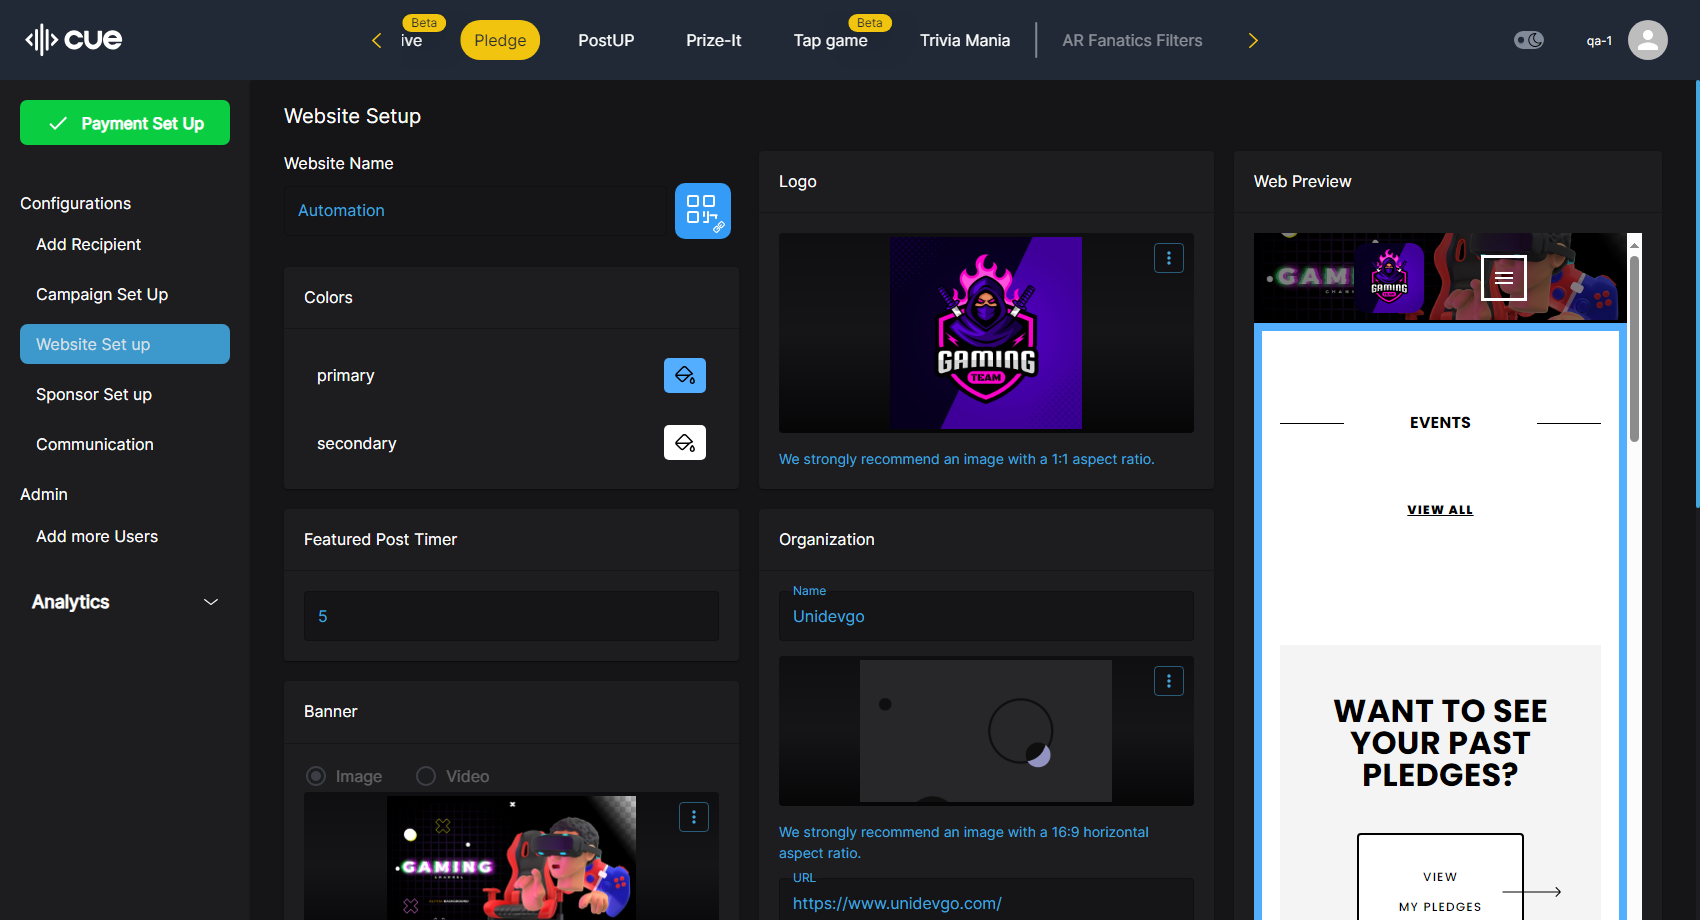 cue
Beta
ive
Pledge
PostUP
Prize-It
Beta
Tap game
Trivia Mania
AR Fanatics Filters
qa-1
Payment Set Up
Configurations
Add Recipient
Campaign Set Up
Website Set up
Sponsor Set up
Communication
Admin
Add more Users
Analytics
Website Setup
Website Name
Automation
Colors
primary
secondary
Featured Post Timer
5
Banner
Image
Video
GAMING
Logo
GAMING
TEAM
We strongly recommend an image with a 1:1 aspect ratio.
Organization
Name
Unidevgo
We strongly recommend an image with a 16:9 horizontal
aspect ratio.
URL
https://www.unidevgo.com/
Web Preview
GAMI
GAMING
TEAM
EVENTS
VIEW ALL
WANT TO SEE
YOUR PAST
PLEDGES?
VIEW
MY PLEDGES